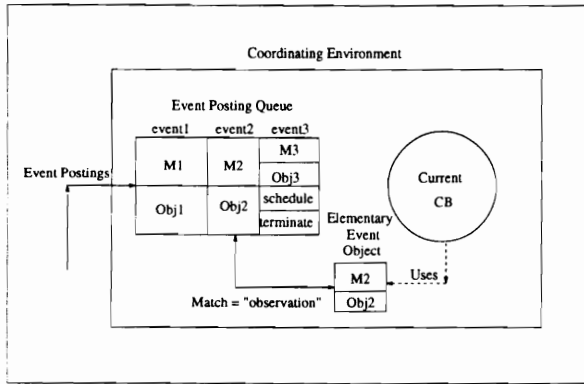 Coordinating Environment
Event Posting Queue
event1 event2 event3
Event Postings
M1 M2 M3
Obj3
Obj1 Obj2 schedule
terminate
Current
CB
Elementary
Event
Object
M2
Obj2
Uses
Match = "observation"